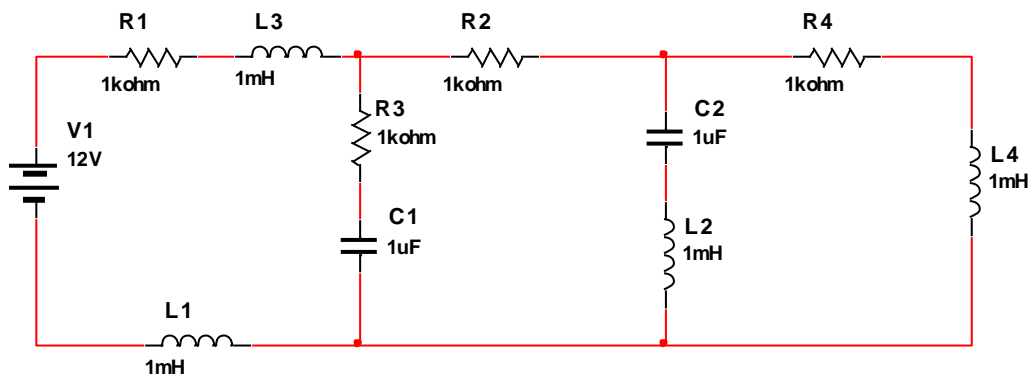 R1
1kohm
L3
1mH
R2
1kohm
R4
1kohm
V1
12V
R3
1kohm
C2
1uF
L4
1mH
C1
1uF
L2
1mH
L1
1mH